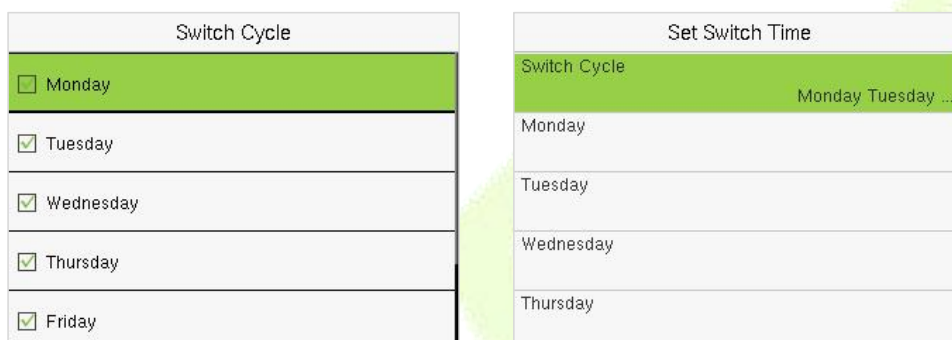 Switch Cycle
Monday
Tuesday
Wednesday
Thursday
Friday
Set Switch Time
Switch Cycle
Monday Tuesday ...
Monday
Tuesday
Wednesday
Thursday